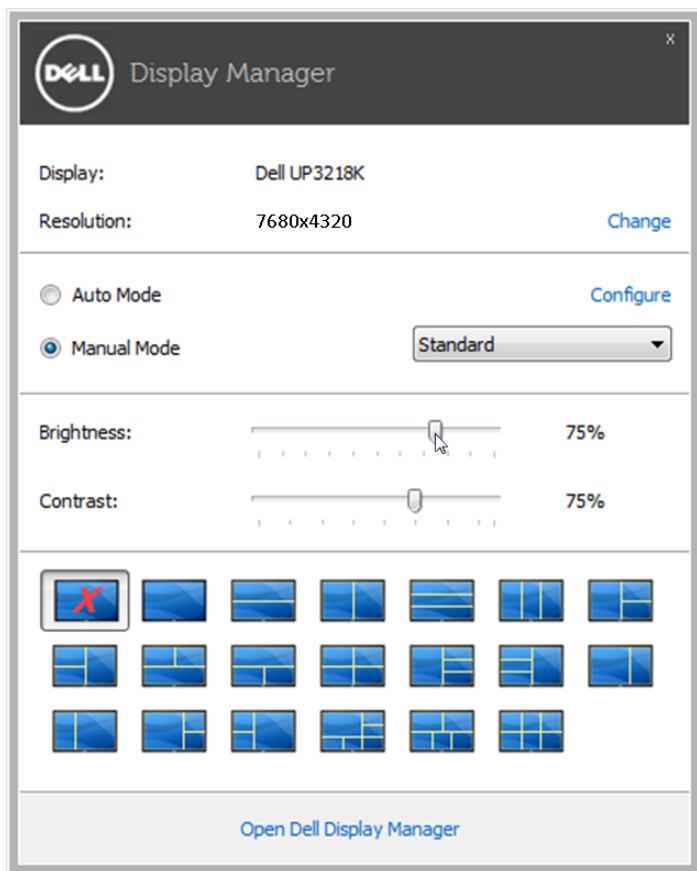 DELL Display Manager
x
Display: Dell UP3218K
Resolution: 7680x4320 Change
Auto Mode Configure
Manual Mode Standard
Brightness: 75%
Contrast: 75%
X
Open Dell Display Manager